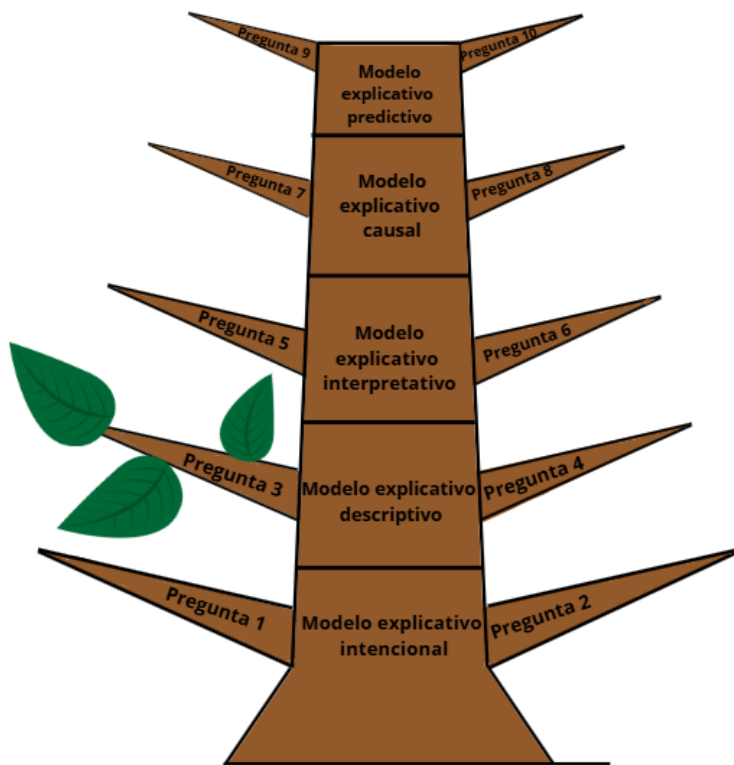 Pregunta 9
Pregunta 10
Modelo
explicativo
predictivo
Pregunta 7
Pregunta 8
Modelo
explicativo
causal
Pregunta 5
Pregunta 6
Modelo
explicativo
interpretativo
Pregunta 3
Pregunta 4
Modelo explicativo
descriptivo
Pregunta 1
Pregunta 2
Modelo explicativo
intencional